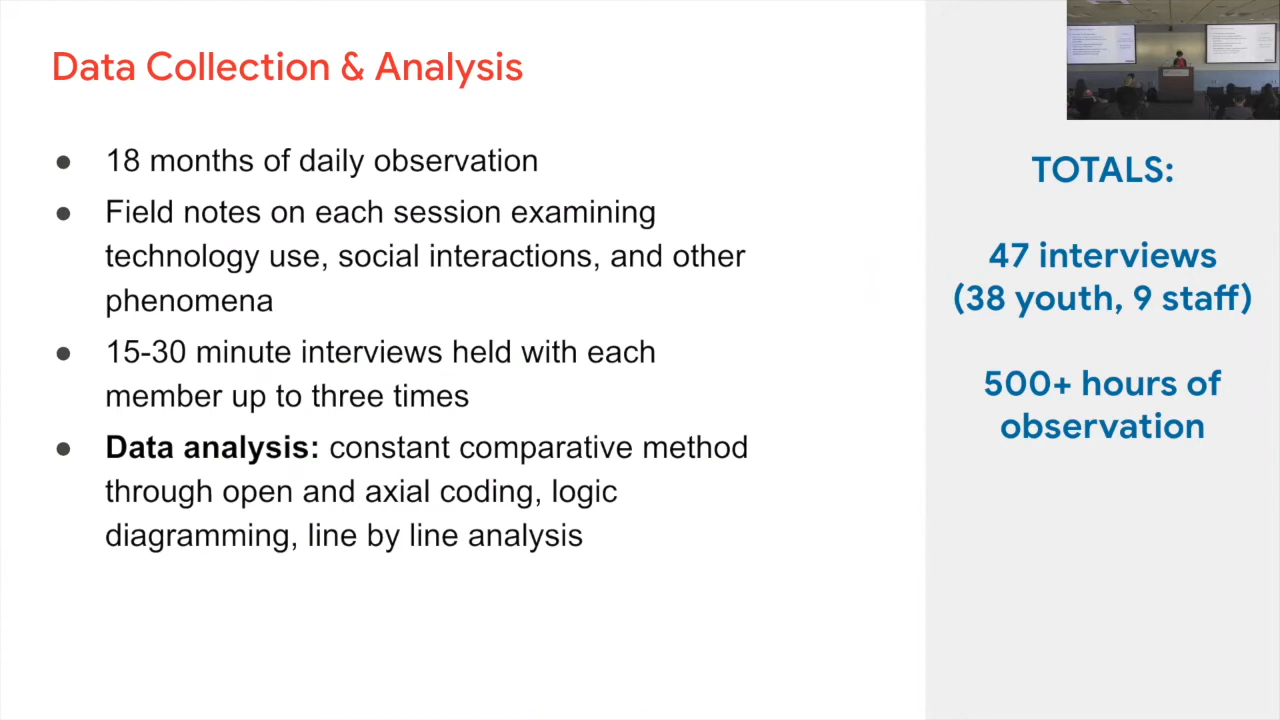 Data Collection & Analysis
● 18 months of daily observation
● Field notes on each session examining
technology use, social interactions, and other
phenomena
● 15-30 minute interviews held with each
member up to three times
● Data analysis: constant comparative method
through open and axial coding, logic
diagramming, line by line analysis
TOTALS:
47 interviews
(38 youth, 9 staff)
500+ hours of
observation